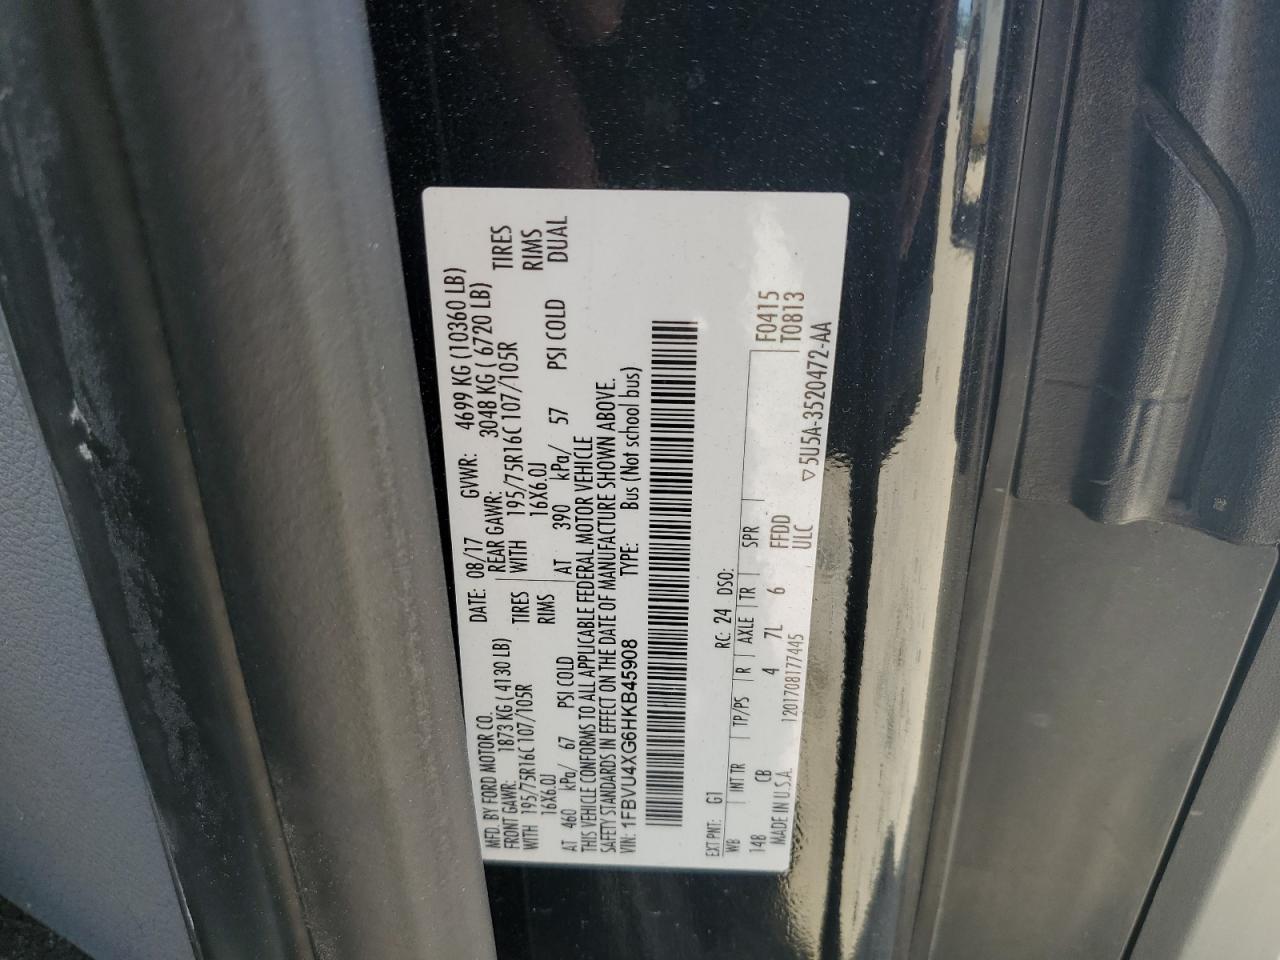 MFD. BY FORD MOTOR CO.
DATE: 08/17 GVWR: 4699 KG (10360 LB)
FRONT GAWR: 1873 KG ( 4130 LB) REAR GAWR: 3048 KG ( 6720 LB)
WITH 195/75R16C 107/105R TIRES WITH 195/75R16C 107/105R TIRES
16X6.0J RIMS 16X6.0J RIMS
AT 460 kPa/ 67 PSI COLD AT 390 kPa/ 57 PSI COLD DUAL
THIS VEHICLE CONFORMS TO ALL APPLICABLE FEDERAL MOTOR VEHICLE
SAFETY STANDARDS IN EFFECT ON THE DATE OF MANUFACTURE SHOWN ABOVE.
VIN: 1FBVU4XG6HKB45908 TYPE: Bus (Not school bus)
EXT PNT: G1 RC: 24 DSO:
WB INT TR TP/PS R AXLE TR SPR F0415
148 CB 4 7L 6 FFDD T0813
MADE IN U.S.A. 1201708177445 ULC ▽5U5A-3520472-AA